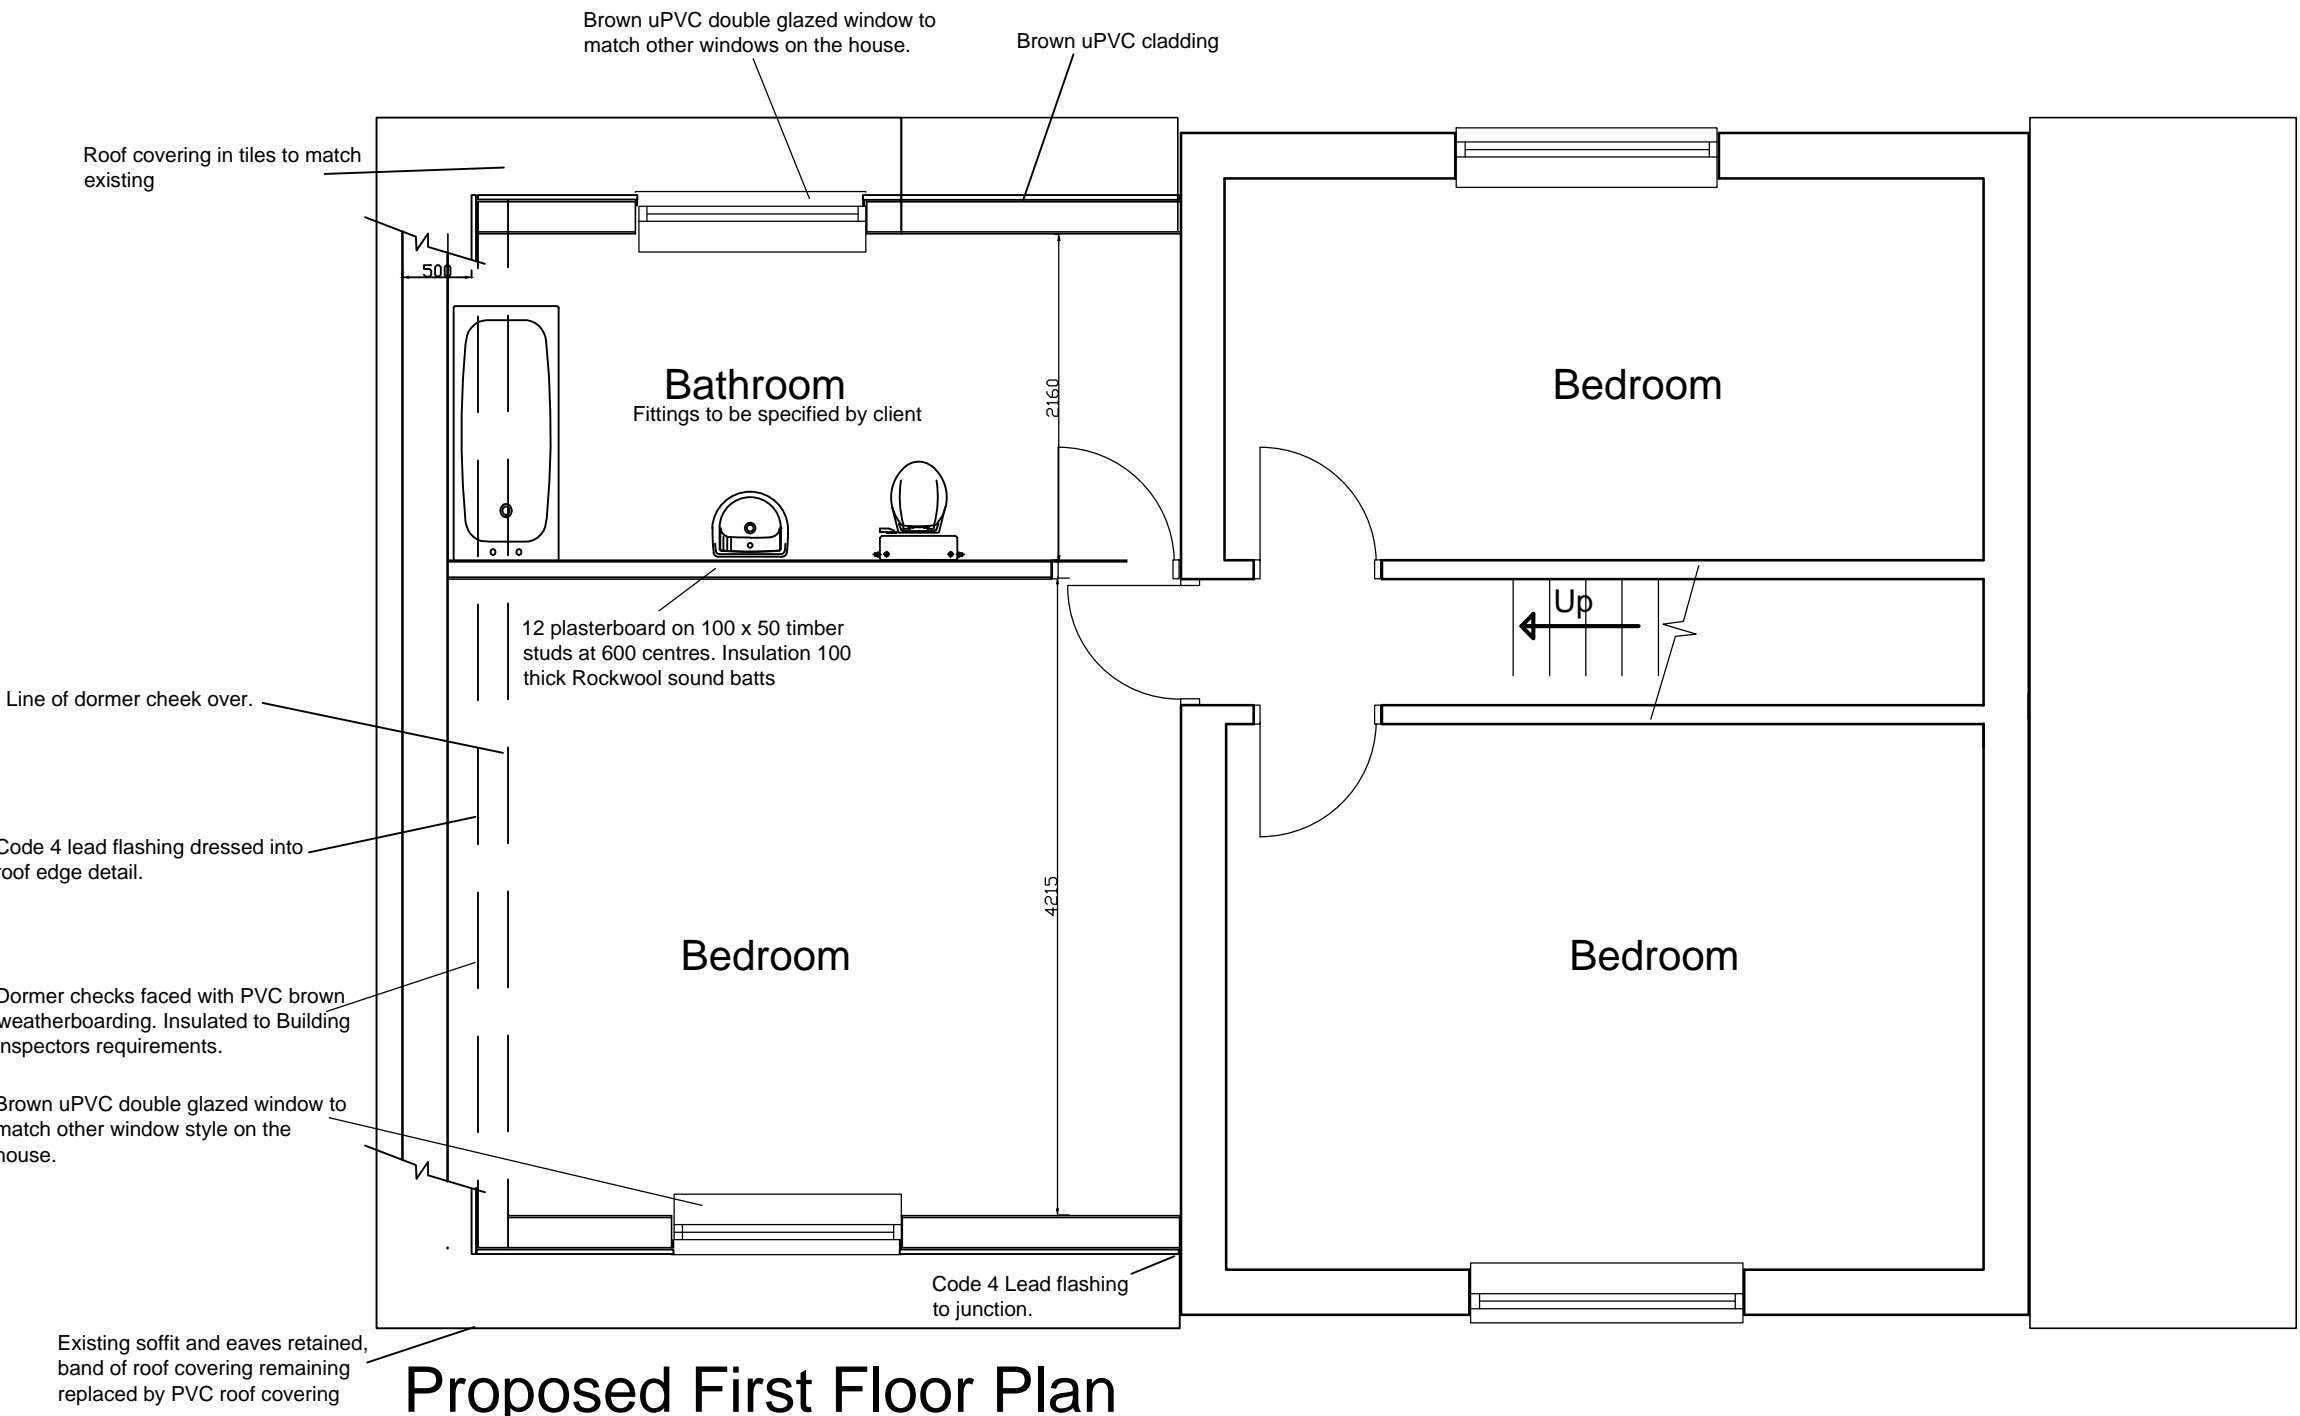 Brown uPVC double glazed window to
match other windows on the house.
Brown uPVC cladding
Roof covering in tiles to match
existing
500
Bathroom
Fittings to be specified by client
2160
Bedroom
Up
12 plasterboard on 100 x 50 timber
studs at 600 centres. Insulation 100
thick Rockwool sound batts
Line of dormer cheek over.
Code 4 lead flashing dressed into
roof edge detail.
4215
Bedroom
Bedroom
Dormer checks faced with PVC brown
weatherboarding. Insulated to Building
Inspectors requirements.
Brown uPVC double glazed window to
match other window style on the
house.
Code 4 Lead flashing
to junction.
Existing soffit and eaves retained,
band of roof covering remaining
replaced by PVC roof covering
Proposed First Floor Plan